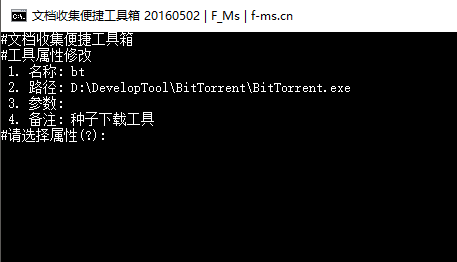 文档收集便捷工具箱 20160502 | F_Ms | f-ms.cn
#文档收集便捷工具箱
#工具属性修改
1. 名称: bt
2. 路径: D:\DevelopTool\BitTorrent\BitTorrent.exe
3. 参数:
4. 备注: 种子下载工具
#请选择属性(?):